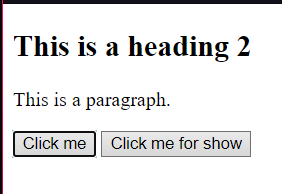 This is a heading 2
This is a paragraph.
Click me Click me for show